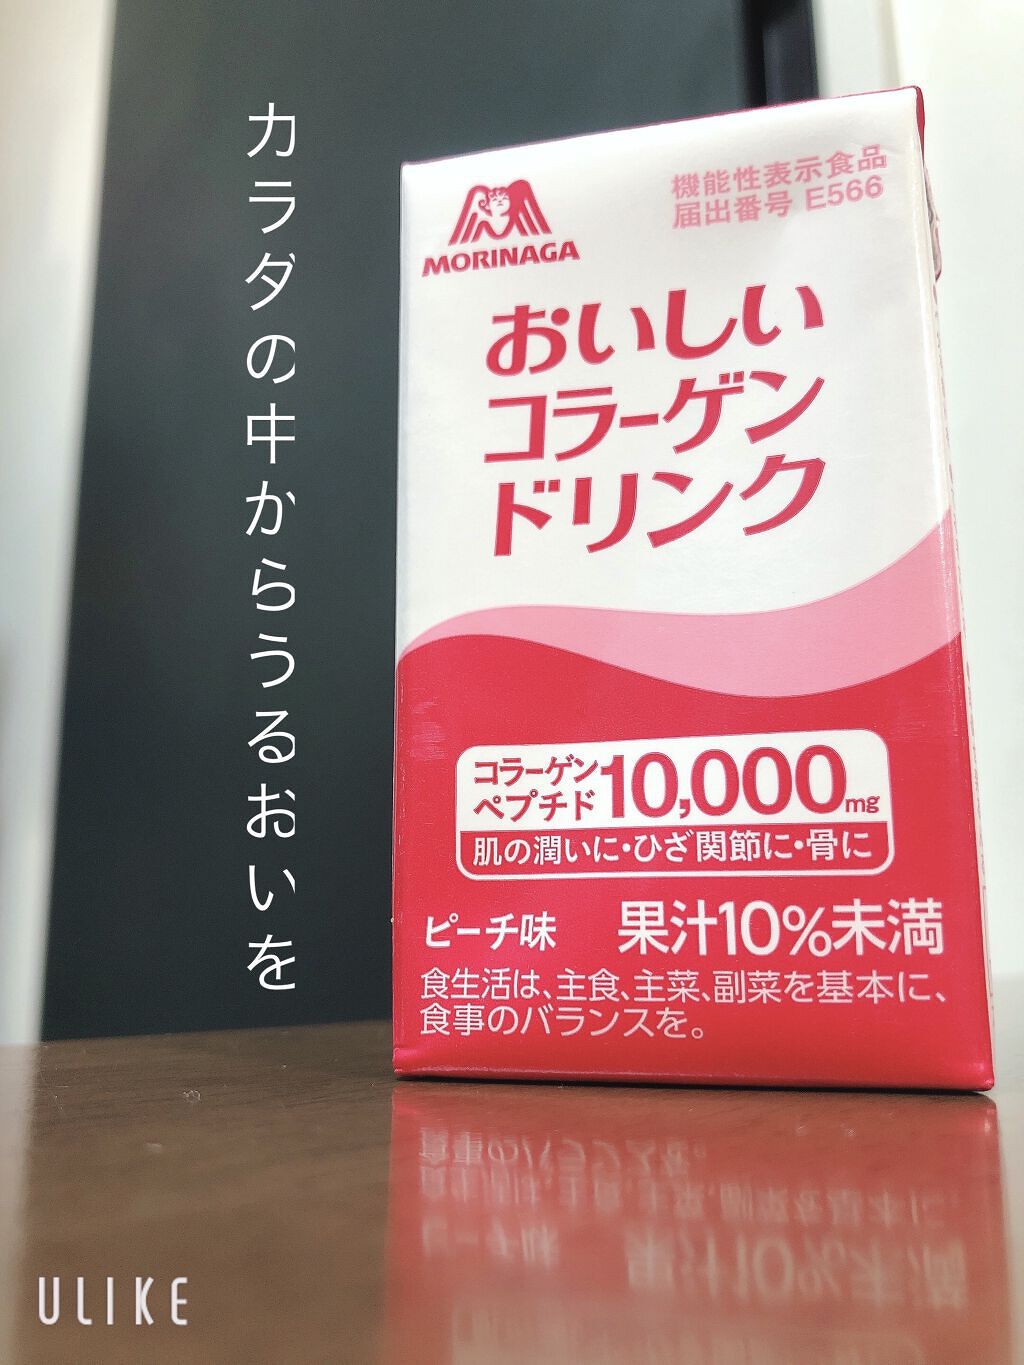 カラダの中からうるおいを
MORINAGA
機能性表示食品
届出番号 E566
おいしい
コラーゲン
ドリンク
コラーゲン
ペプチド 10,000mg
肌の潤いに・ひざ関節に・骨に
ピーチ味 果汁10%未満
食生活は、主食、主菜、副菜を基本に、
食事のバランスを。
ULIKE